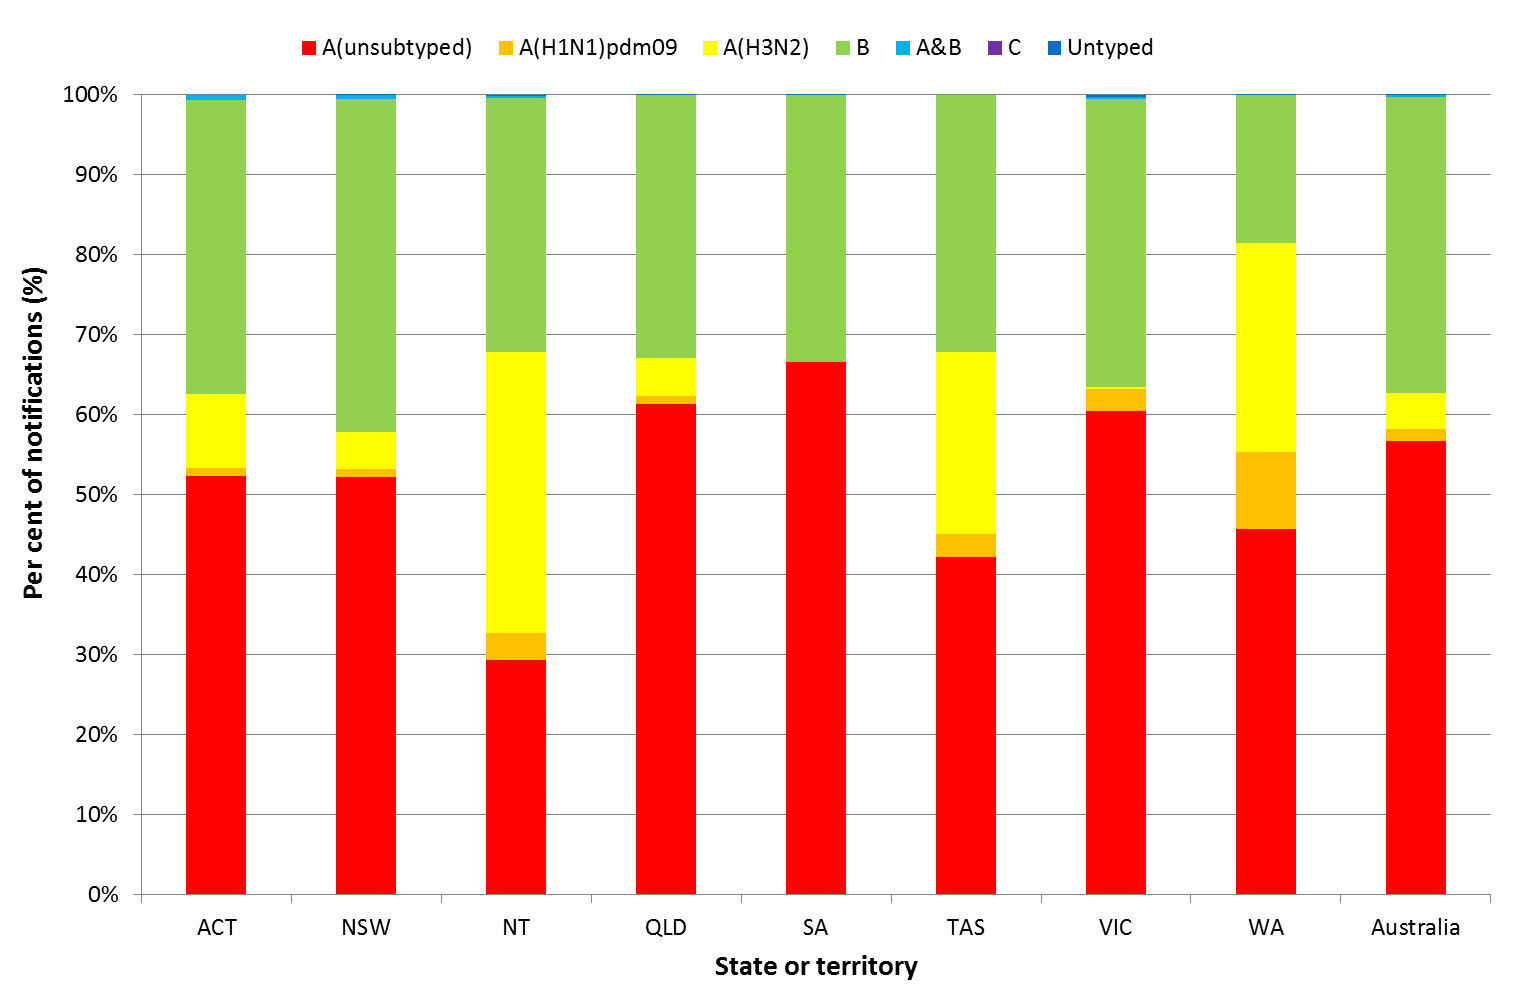 A(unsubtyped) A(H1N1)pdm09 A(H3N2) B A&B C Untyped
100%
90%
80%
70%
60%
50%
40%
30%
20%
10%
0%
Per cent of notifications (%)
ACT NSW NT QLD SA TAS VIC WA Australia
State or territory